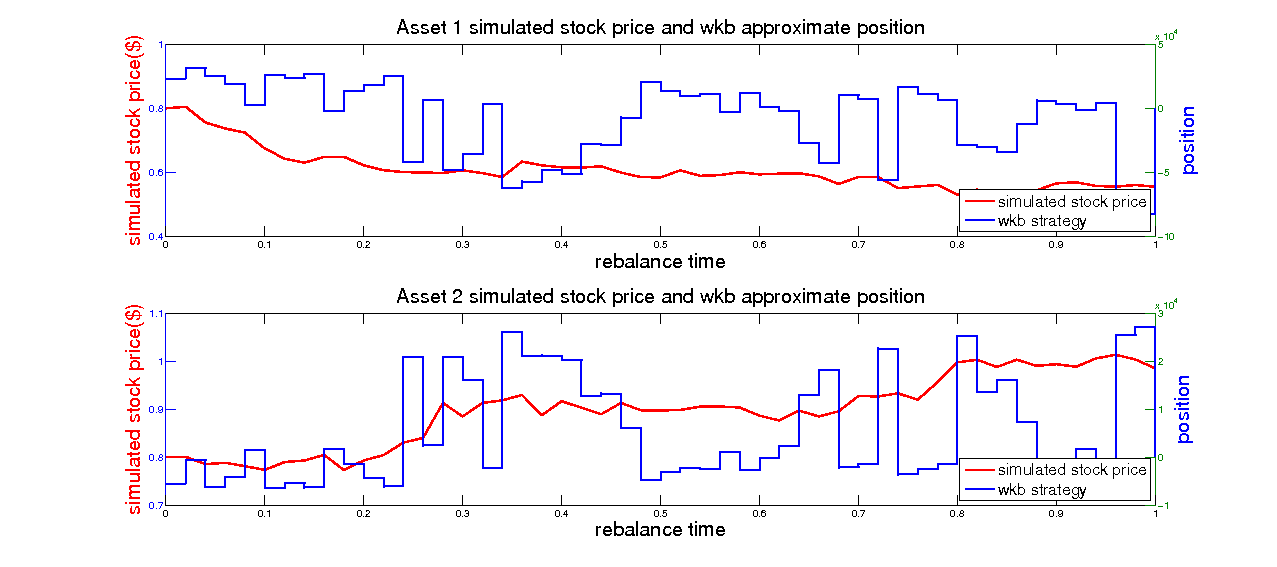 Asset 1 simulated stock price and wkb approximate position
x 10^4
simulated stock price($)
1
0.8
0.6
0.4
5
0
-5
-10
position
simulated stock price
wkb strategy
0 0.1 0.2 0.3 0.4 0.5 0.6 0.7 0.8 0.9 1
rebalance time
Asset 2 simulated stock price and wkb approximate position
x 10^4
simulated stock price($)
1.1
1
0.9
0.8
0.7
3
2
1
0
-1
position
simulated stock price
wkb strategy
0 0.1 0.2 0.3 0.4 0.5 0.6 0.7 0.8 0.9 1
rebalance time